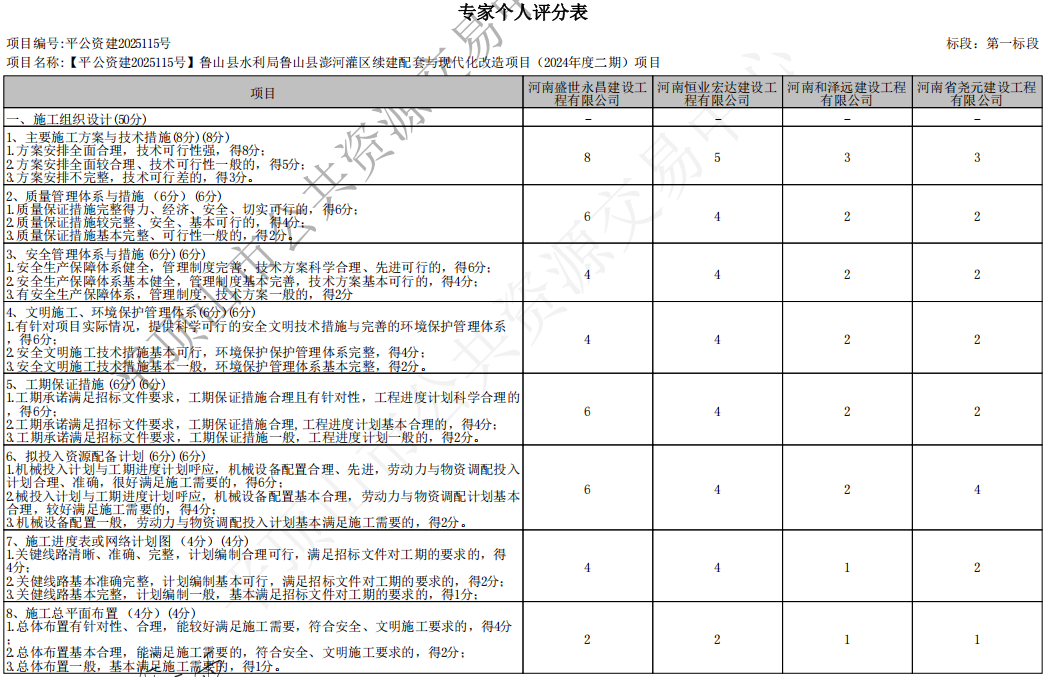 专家个人评分表
项目编号:平公资建2025115号
标段: 第一标段
项目名称:【平公资建2025115号】鲁山县水利局鲁山县澎河灌区续建配套与现代化改造项目（2024年度二期）项目
项目
河南盛世永昌建设工
程有限公司
河南恒业宏达建设工
程有限公司
河南和泽远建设工程
有限公司
河南省尧元建设工程
有限公司
一、施工组织设计(50分)
- - - -
1、主要施工方案与技术措施(8分)(8分)
1.方案安排全面合理，技术可行性强，得8分；
2.方案安排全面较合理、技术可行性一般的，得5分；
3.方案安排不完整，技术可行差的，得3分。
8 5 3 3
2、质量管理体系与措施（6分）(6分)
1.质量保证措施完整得力、经济、安全、切实可行的，得6分；
2.质量保证措施较完整、安全、基本可行的，得4分；
3.质量保证措施基本完整、可行性一般的，得2分。
6 4 2 2
3、安全管理体系与措施(6分)(6分)
1.安全生产保障体系健全，管理制度完善，技术方案科学合理、先进可行的，得6分；
2.安全生产保障体系基本健全，管理制度基本完善，技术方案基本可行的，得4分；
3.有安全生产保障体系，管理制度，技术方案一般的，得2分
4 4 2 2
4、文明施工、环境保护管理体系(6分)(6分)
1.有针对项目实际情况，提供科学可行的安全文明技术措施与完善的环境保护管理体系
，得6分；
2.安全文明施工技术措施基本可行，环境保护保护管理体系完整，得4分；
3.安全文明施工技术措施基本一般，环境保护管理体系基本完整，得2分。
4 4 2 2
5、工期保证措施(6分)(6分)
1.工期承诺满足招标文件要求，工期保证措施合理且有针对性，工程进度计划科学合理的
，得6分；
2.工期承诺满足招标文件要求，工期保证措施合理,工程进度计划基本合理的，得4分；
3.工期承诺满足招标文件要求，工期保证措施一般，工程进度计划一般的，得2分。
6 4 2 2
6、拟投入资源配备计划(6分)(6分)
1.机械投入计划与工期进度计划呼应，机械设备配置合理、先进，劳动力与物资调配投入
计划合理、准确，很好满足施工需要的，得6分；
2.械投入计划与工期进度计划呼应，机械设备配置基本合理，劳动力与物资调配计划基本
合理，较好满足施工需要的，得4分；
3.机械设备配置一般，劳动力与物资调配投入计划基本满足施工需要的，得2分。
6 4 2 4
7、施工进度表或网络计划图（4分）(4分)
1.关键线路清晰、准确、完整，计划编制合理可行，满足招标文件对工期的要求的，得
4分；
2.关健线路基本准确完整，计划编制基本可行，满足招标文件对工期的要求的，得2分；
3.关健线路基本完整，计划编制一般，基本满足招标文件对工期的要求的，得1分；
4 4 1 2
8、施工总平面布置（4分）(4分)
1.总体布置有针对性、合理，能较好满足施工需要，符合安全、文明施工要求的，得4分
；
2.总体布置基本合理，能满足施工需要的，符合安全、文明施工要求的，得2分；
3.总体布置一般，基本满足施工需要的，得1分。
2 2 1 1
平顶山市公共资源交易中
平顶山市公共资源交易中心